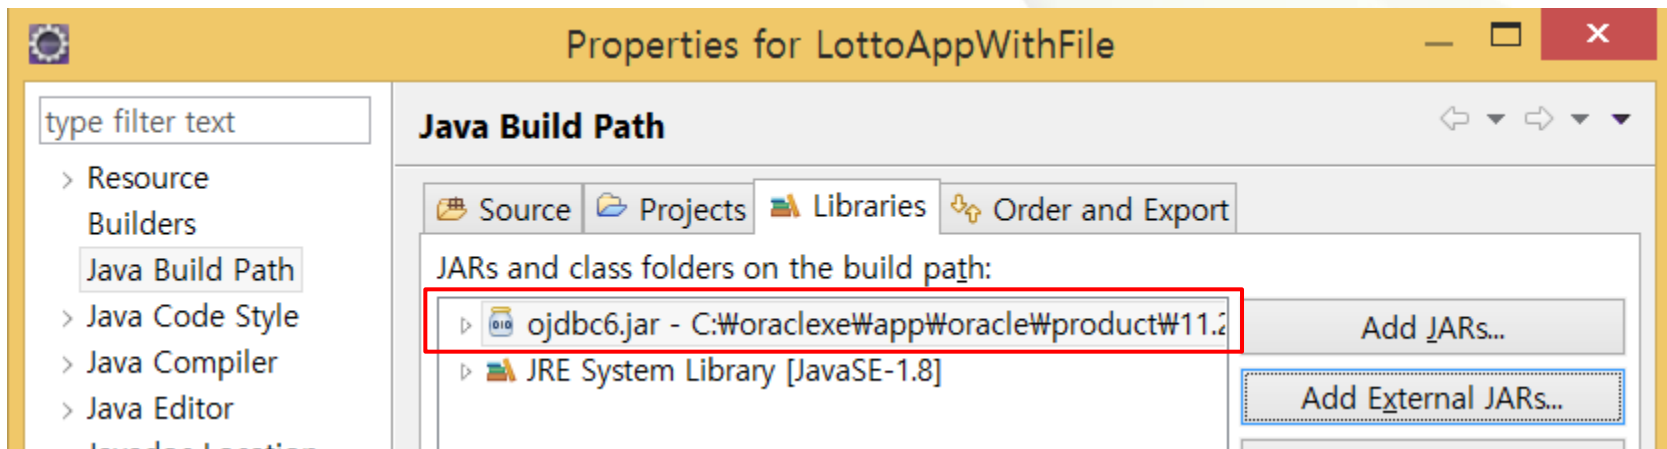 Properties for LottoAppWithFile
type filter text
Resource
Builders
Java Build Path
Java Code Style
Java Compiler
Java Editor
Java Build Path
Source
Projects
Libraries
Order and Export
JARs and class folders on the build path:
ojdbc6.jar - C:₩oraclexe₩app₩oracle₩product₩11.2
JRE System Library [JavaSE-1.8]
Add JARs...
Add External JARs...